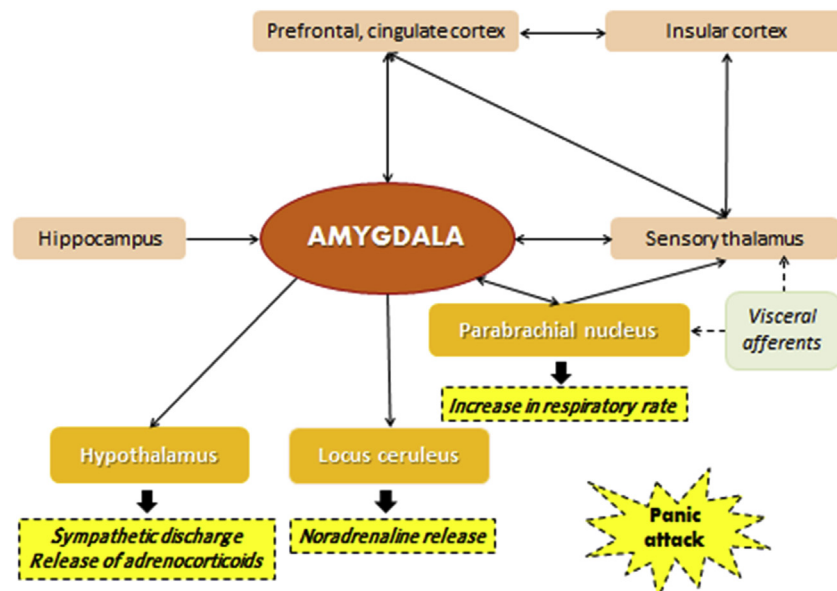 Prefrontal, cingulate cortex
Insular cortex
Hippocampus
AMYGDALA
Sensory thalamus
Parabrachial nucleus
Visceral
afferents
Increase in respiratory rate
Hypothalamus
Locus ceruleus
Sympathetic discharge
Release of adrenocorticoids
Noradrenaline release
Panic
attack